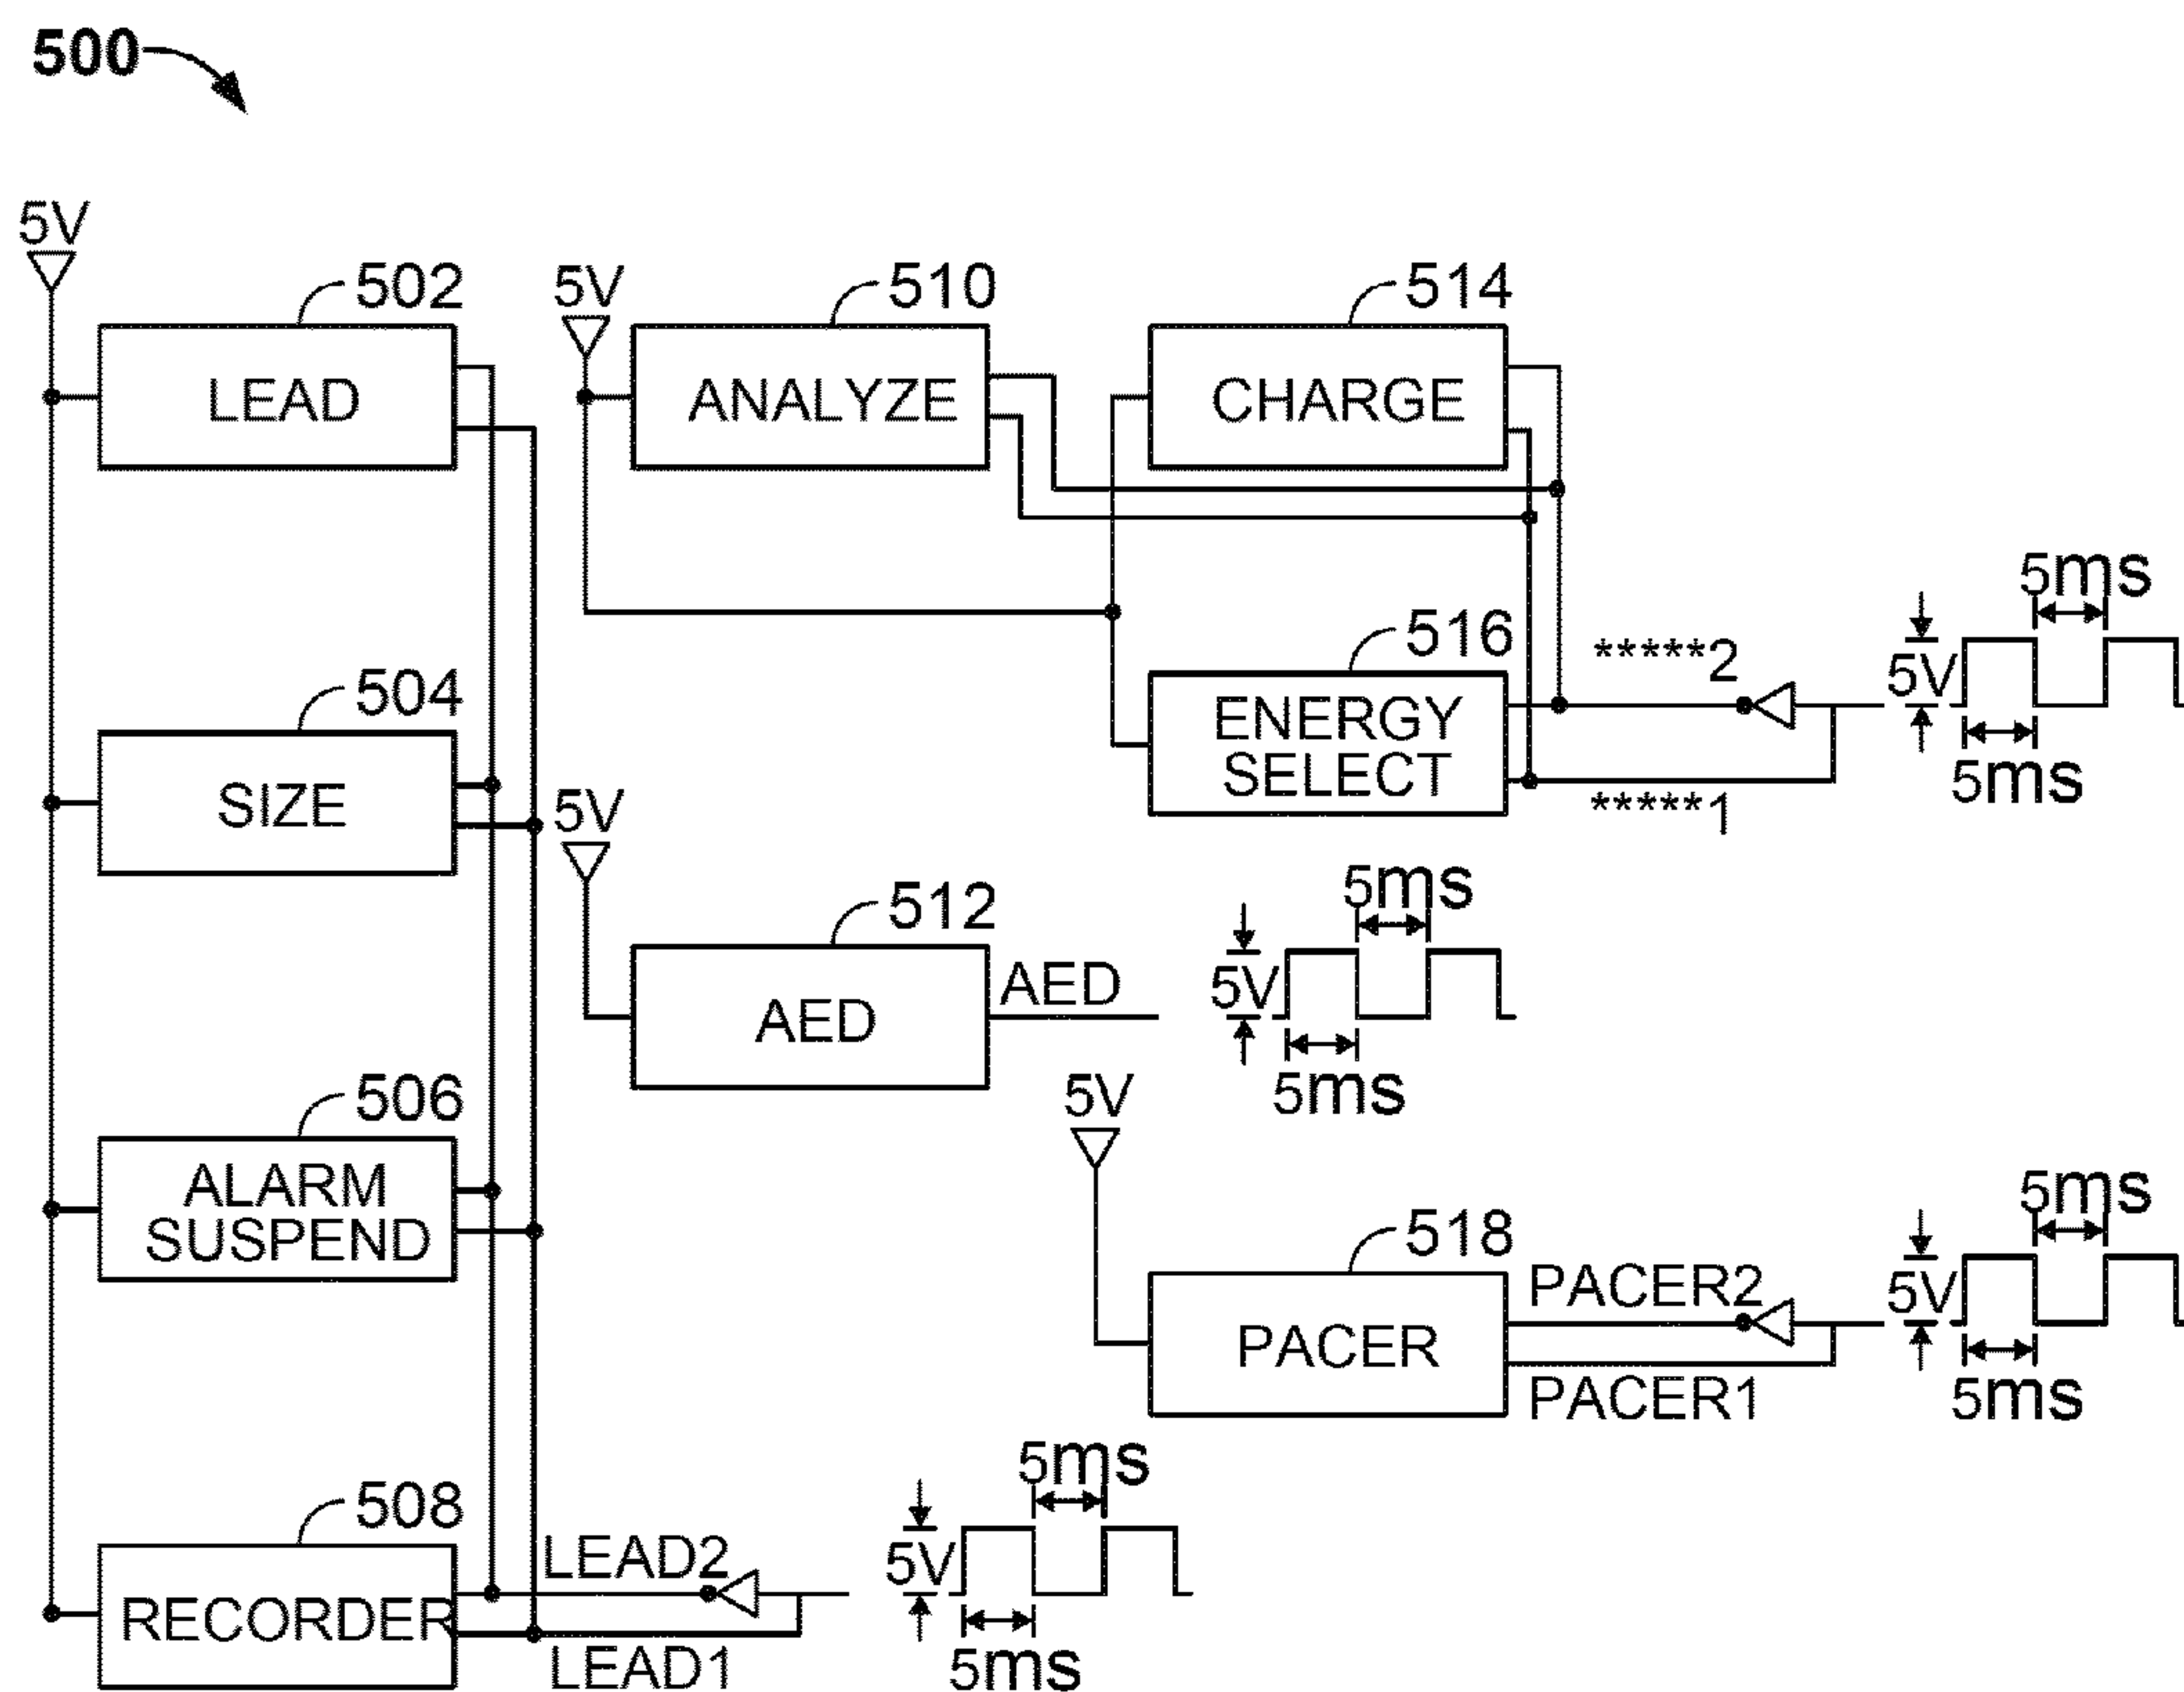 500
5V
502
LEAD
5V
510
ANALYZE
514
CHARGE
504
SIZE
516
ENERGY
SELECT
*****2
*****1
5ms
5V
5ms
5V
512
AED
AED
5ms
5V
5ms
506
ALARM
SUSPEND
5V
518
PACER
PACER2
PACER1
5ms
5V
5ms
508
RECORDER
LEAD2
LEAD1
5ms
5V
5ms